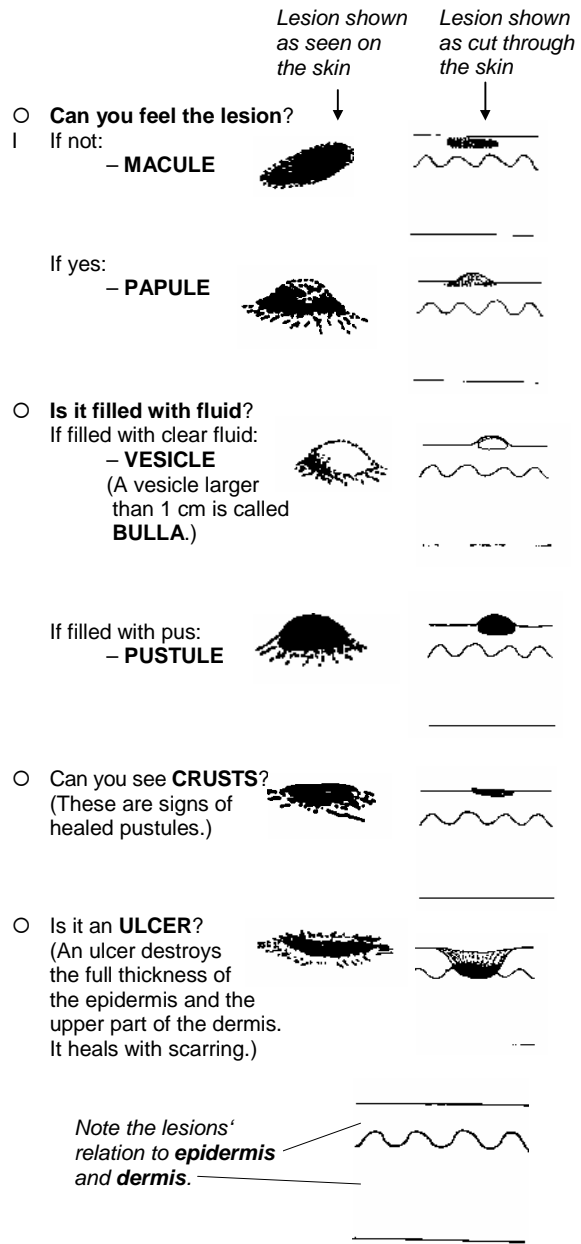 Lesion shown
as seen on
the skin
Lesion shown
as cut through
the skin
○ Can you feel the lesion?
l If not:
– MACULE
If yes:
– PAPULE
○ Is it filled with fluid?
If filled with clear fluid:
– VESICLE
(A vesicle larger
than 1 cm is called
BULLA.)
If filled with pus:
– PUSTULE
○ Can you see CRUSTS?
(These are signs of
healed pustules.)
○ Is it an ULCER?
(An ulcer destroys
the full thickness of
the epidermis and the
upper part of the dermis.
It heals with scarring.)
Note the lesions‘
relation to epidermis
and dermis.